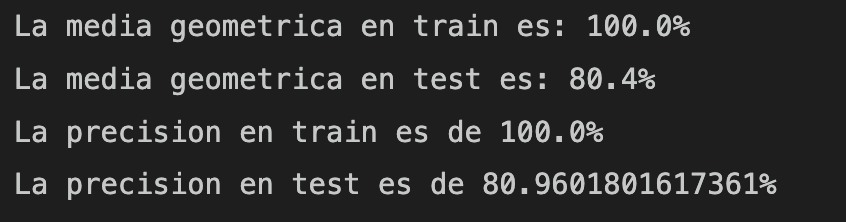 La media geometrica en train es: 100.0%
La media geometrica en test es: 80.4%
La precision en train es de 100.0%
La precision en test es de 80.9601801617361%